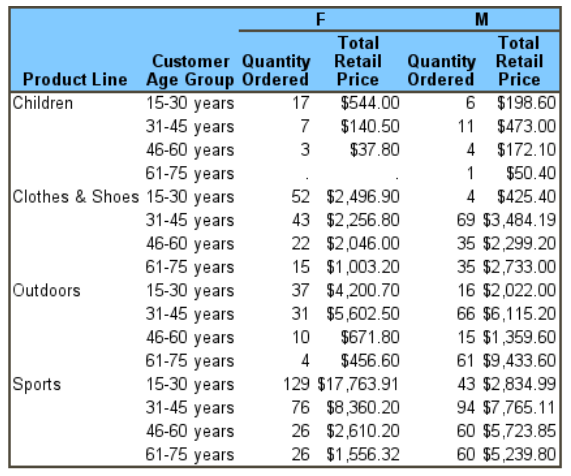 F M
Total Total
Customer Quantity Retail Quantity Retail
Product Line Age Group Ordered Price Ordered Price
Children 15-30 years 17 $544.00 6 $198.60
31-45 years 7 $140.50 11 $473.00
46-60 years 3 $37.80 4 $172.10
61-75 years . . 1 $50.40
Clothes & Shoes 15-30 years 52 $2,496.90 4 $425.40
31-45 years 43 $2,256.80 69 $3,484.19
46-60 years 22 $2,046.00 35 $2,299.20
61-75 years 15 $1,003.20 35 $2,733.00
Outdoors 15-30 years 37 $4,200.70 16 $2,022.00
31-45 years 31 $5,602.50 66 $6,115.20
46-60 years 10 $671.80 15 $1,359.60
61-75 years 4 $456.60 61 $9,433.60
Sports 15-30 years 129 $17,763.91 43 $2,834.99
31-45 years 76 $8,360.20 94 $7,765.11
46-60 years 26 $2,610.20 60 $5,723.85
61-75 years 26 $1,556.32 60 $5,239.80